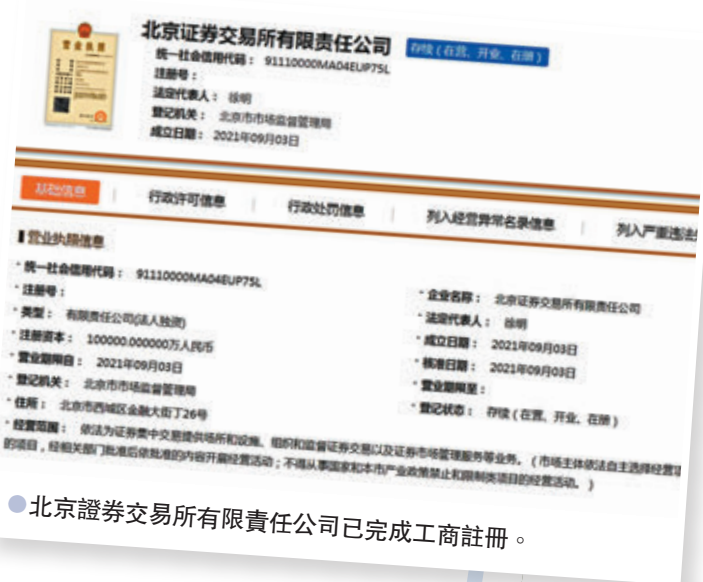 营业执照
北京证券交易所有限责任公司 存续（在营、开业、在册）
统一社会信用代码： 91110000MA04EUP75L
注册号：
法定代表人： 徐明
登记机关： 北京市市场监督管理局
成立日期： 2021年09月03日
基础信息 行政许可信息 行政处罚信息 列入经营异常名录信息 列入严重违法
营业执照信息
统一社会信用代码： 91110000MA04EUP75L
注册号：
类型： 有限责任公司(法人独资)
注册资本： 100000.000000万人民币
营业期限自： 2021年09月03日
登记机关： 北京市市场监督管理局
住所： 北京市西城区金融大街丁26号
企业名称： 北京证券交易所有限责任公司
法定代表人： 徐明
成立日期： 2021年09月03日
核准日期： 2021年09月03日
营业期限至：
登记状态： 存续（在营、开业、在册）
经营范围： 依法为证券集中交易提供场所和设施、组织和监督证券交易以及证券市场管理服务等业务。（市场主体依法自主选择经营
的项目，经相关部门批准后依批准的内容开展经营活动；不得从事国家和本市产业政策禁止和限制类项目的经营活动。）
●北京證券交易所有限責任公司已完成工商註冊。